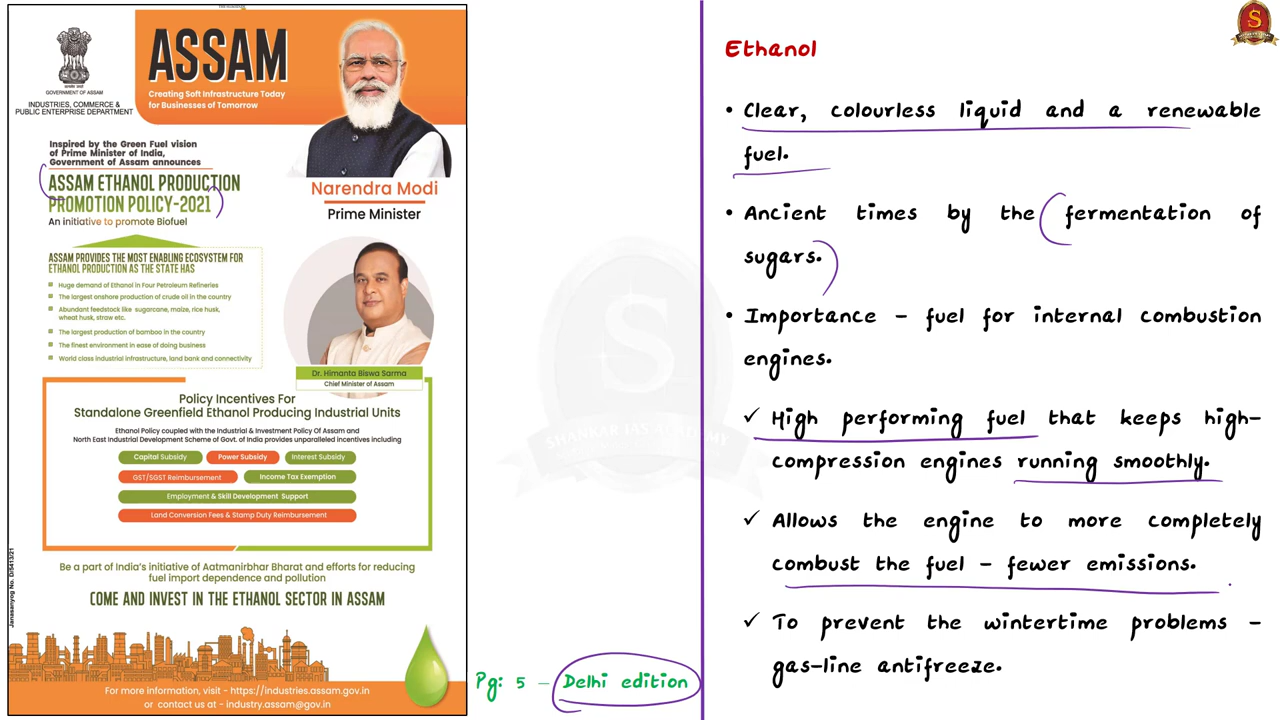 GOVERNMENT OF ASSAM
INDUSTRIES, COMMERCE &
PUBLIC ENTERPRISE DEPARTMENT
ASSAM
Creating Soft Infrastructure Today
for Businesses of Tomorrow
Inspired by the Green Fuel vision
of Prime Minister of India,
Government of Assam announces
ASSAM ETHANOL PRODUCTION
PROMOTION POLICY-2021
An initiative to promote Biofuel
Narendra Modi
Prime Minister
ASSAM PROVIDES THE MOST ENABLING ECOSYSTEM FOR
ETHANOL PRODUCTION AS THE STATE HAS
Huge demand of Ethanol in Four Petroleum Refineries
The largest onshore production of crude oil in the country
Abundant feedstock like sugarcane, maize, rice husk,
wheat husk, straw etc.
The largest production of bamboo in the country
The finest environment in ease of doing business
World class industrial infrastructure, land bank and connectivity
Dr. Himanta Biswa Sarma
Chief Minister of Assam
Policy Incentives For
Standalone Greenfield Ethanol Producing Industrial Units
Ethanol Policy coupled with the Industrial & Investment Policy Of Assam and
North East Industrial Development Scheme of Govt. of India provides unparalleled incentives including
Capital Subsidy
Power Subsidy
Interest Subsidy
GST/SGST Reimbursement
Income Tax Exemption
Employment & Skill Development Support
Land Conversion Fees & Stamp Duty Reimbursement
Be a part of India's initiative of Aatmanirbhar Bharat and efforts for reducing
fuel import dependence and pollution
COME AND INVEST IN THE ETHANOL SECTOR IN ASSAM
Janasanyog No. D/5413/21
For more information, visit - https://industries.assam.gov.in
or contact us at - industry.assam@gov.in
Pg: 5 – Delhi edition
Ethanol
• Clear, colourless liquid and a renewable
fuel.
• Ancient times by the fermentation of
sugars.
• Importance – fuel for internal combustion
engines.
✓ High performing fuel that keeps high-
compression engines running smoothly.
✓ Allows the engine to more completely
combust the fuel – fewer emissions.
✓ To prevent the wintertime problems –
gas-line antifreeze.
S
SHANKAR IAS ACADEMY